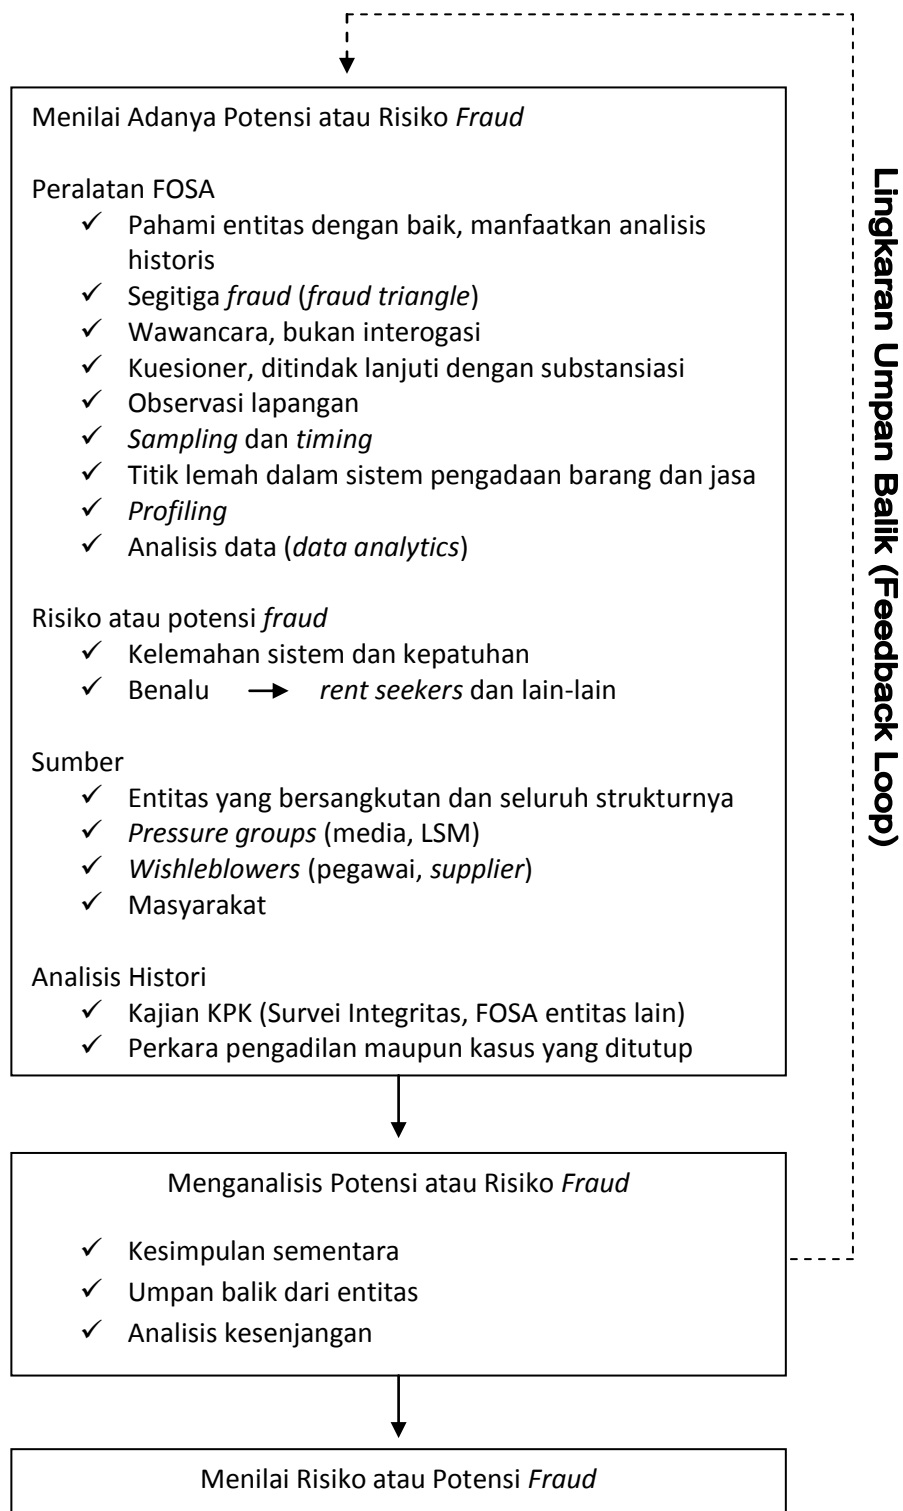 Menilai Adanya Potensi atau Risiko Fraud
Peralatan FOSA
✓ Pahami entitas dengan baik, manfaatkan analisis
historis
✓ Segitiga fraud (fraud triangle)
✓ Wawancara, bukan interogasi
✓ Kuesioner, ditindak lanjuti dengan substansiasi
✓ Observasi lapangan
✓ Sampling dan timing
✓ Titik lemah dalam sistem pengadaan barang dan jasa
✓ Profiling
✓ Analisis data (data analytics)
Risiko atau potensi fraud
✓ Kelemahan sistem dan kepatuhan
✓ Benalu → rent seekers dan lain-lain
Sumber
✓ Entitas yang bersangkutan dan seluruh strukturnya
✓ Pressure groups (media, LSM)
✓ Wishleblowers (pegawai, supplier)
✓ Masyarakat
Analisis Histori
✓ Kajian KPK (Survei Integritas, FOSA entitas lain)
✓ Perkara pengadilan maupun kasus yang ditutup
Menganalisis Potensi atau Risiko Fraud
✓ Kesimpulan sementara
✓ Umpan balik dari entitas
✓ Analisis kesenjangan
Menilai Risiko atau Potensi Fraud
Lingkaran Umpan Balik (Feedback Loop)